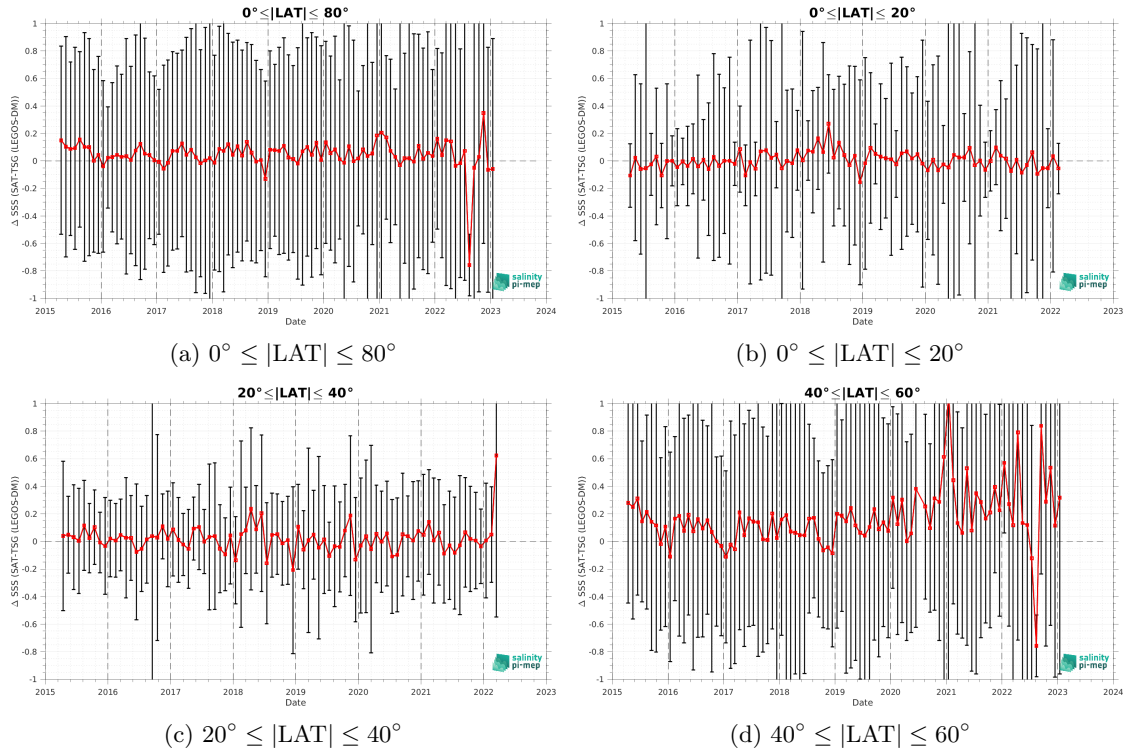 0°≤|LAT|≤ 80°
1
0.8
0.6
0.4
0.2
0
-0.2
-0.4
-0.6
-0.8
-1
Δ SSS (SAT-TSG (LEGOS-DM))
2015 2016 2017 2018 2019 2020 2021 2022 2023 2024
Date
salinity
pi-mep
(a) 0° ≤ |LAT| ≤ 80°
0°≤|LAT|≤ 20°
1
0.8
0.6
0.4
0.2
0
-0.2
-0.4
-0.6
-0.8
-1
Δ SSS (SAT-TSG (LEGOS-DM))
2015 2016 2017 2018 2019 2020 2021 2022 2023
Date
salinity
pi-mep
(b) 0° ≤ |LAT| ≤ 20°
20°≤|LAT|≤ 40°
1
0.8
0.6
0.4
0.2
0
-0.2
-0.4
-0.6
-0.8
-1
Δ SSS (SAT-TSG (LEGOS-DM))
2015 2016 2017 2018 2019 2020 2021 2022 2023
Date
salinity
pi-mep
(c) 20° ≤ |LAT| ≤ 40°
40°≤|LAT|≤ 60°
1
0.8
0.6
0.4
0.2
0
-0.2
-0.4
-0.6
-0.8
-1
Δ SSS (SAT-TSG (LEGOS-DM))
2015 2016 2017 2018 2019 2020 2021 2022 2023 2024
Date
salinity
pi-mep
(d) 40° ≤ |LAT| ≤ 60°